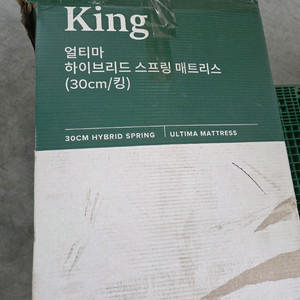 King
얼티마
하이브리드 스프링 매트리스
(30cm/킹)
30CM HYBRID SPRING
ULTIMA MATTRESS